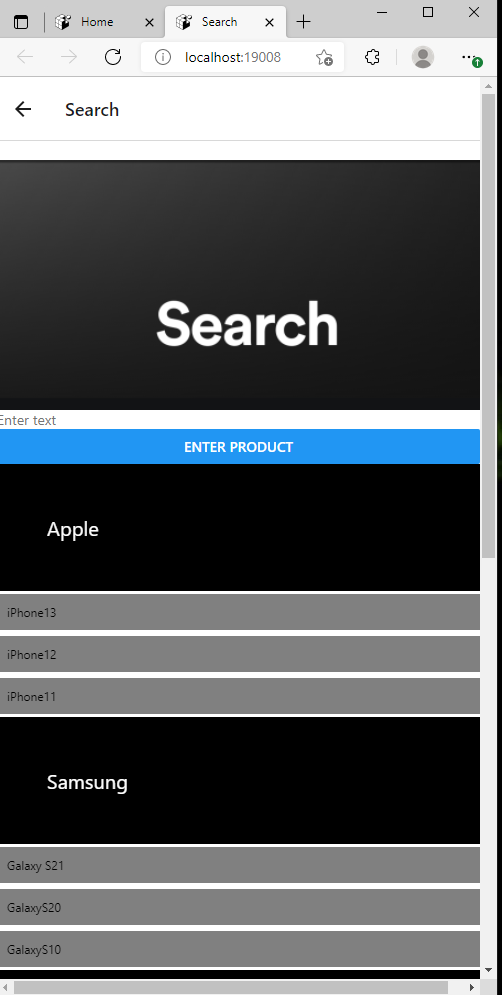 Home
Search
localhost:19008
Search
Search
Enter text
ENTER PRODUCT
Apple
iPhone13
iPhone12
iPhone11
Samsung
Galaxy S21
GalaxyS20
GalaxyS10